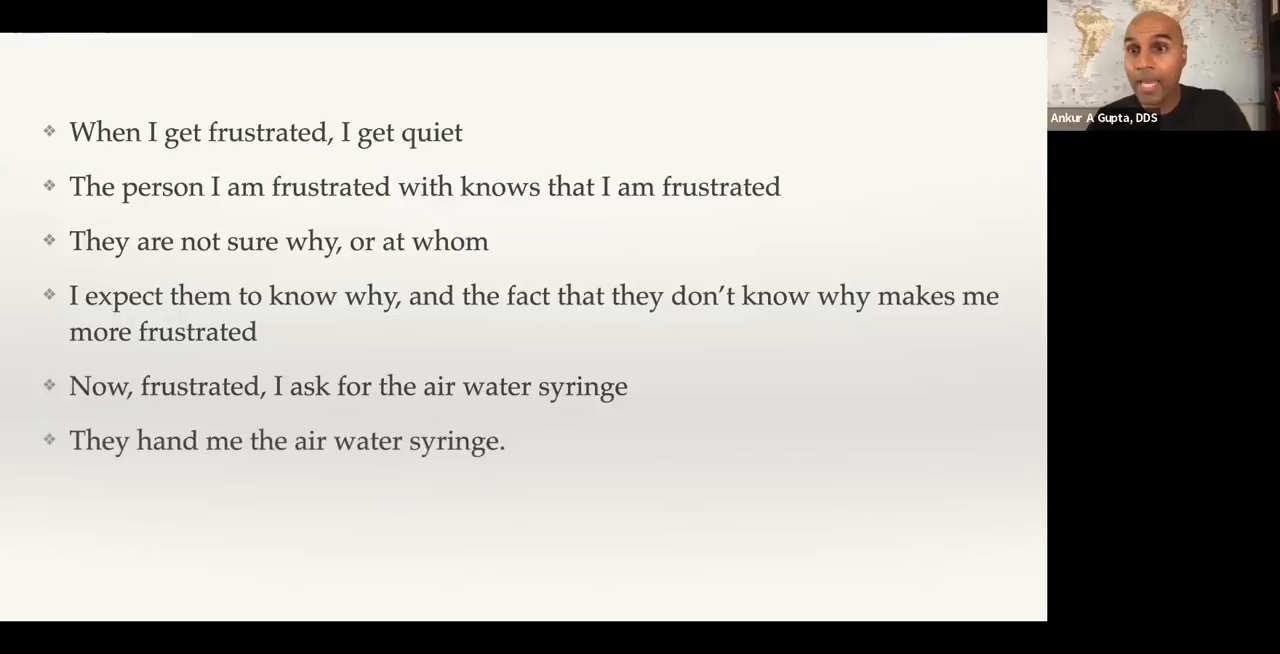 When I get frustrated, I get quiet
The person I am frustrated with knows that I am frustrated
They are not sure why, or at whom
I expect them to know why, and the fact that they don’t know why makes me
more frustrated
Now, frustrated, I ask for the air water syringe
They hand me the air water syringe.
Ankur A Gupta, DDS